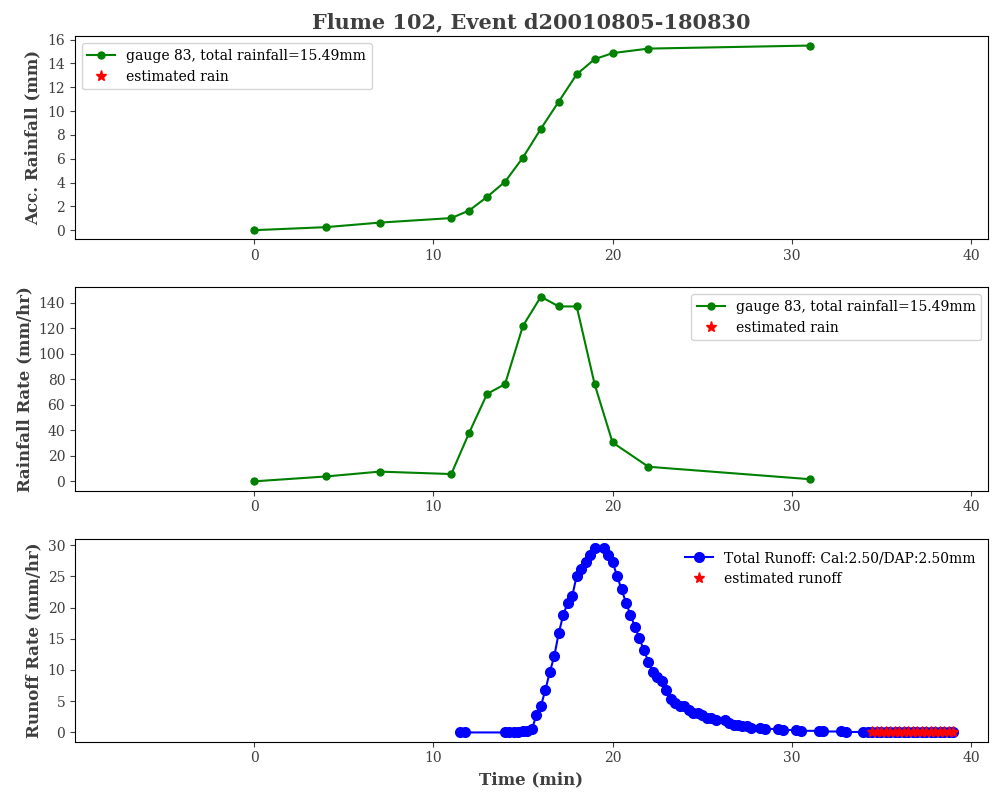 Flume 102, Event d20010805-180830
Acc. Rainfall (mm)
16
14
12
10
8
6
4
2
0
gauge 83, total rainfall=15.49mm
estimated rain
0 10 20 30 40
Rainfall Rate (mm/hr)
140
120
100
80
60
40
20
0
gauge 83, total rainfall=15.49mm
estimated rain
0 10 20 30 40
Runoff Rate (mm/hr)
30
25
20
15
10
5
0
Total Runoff: Cal:2.50/DAP:2.50mm
estimated runoff
0 10 20 30 40
Time (min)